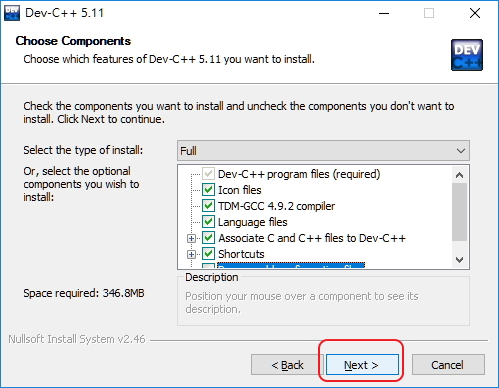 Dev-C++ 5.11
Choose Components
Choose which features of Dev-C++ 5.11 you want to install.
DEV
C++
Check the components you want to install and uncheck the components you don't want to
install. Click Next to continue.
Select the type of install:
Full
Or, select the optional
components you wish to
install:
Dev-C++ program files (required)
Icon files
TDM-GCC 4.9.2 compiler
Language files
Associate C and C++ files to Dev-C++
Shortcuts
Space required: 346.8MB
Description
Position your mouse over a component to see its
description.
Nullsoft Install System v2.46
< Back
Next >
Cancel